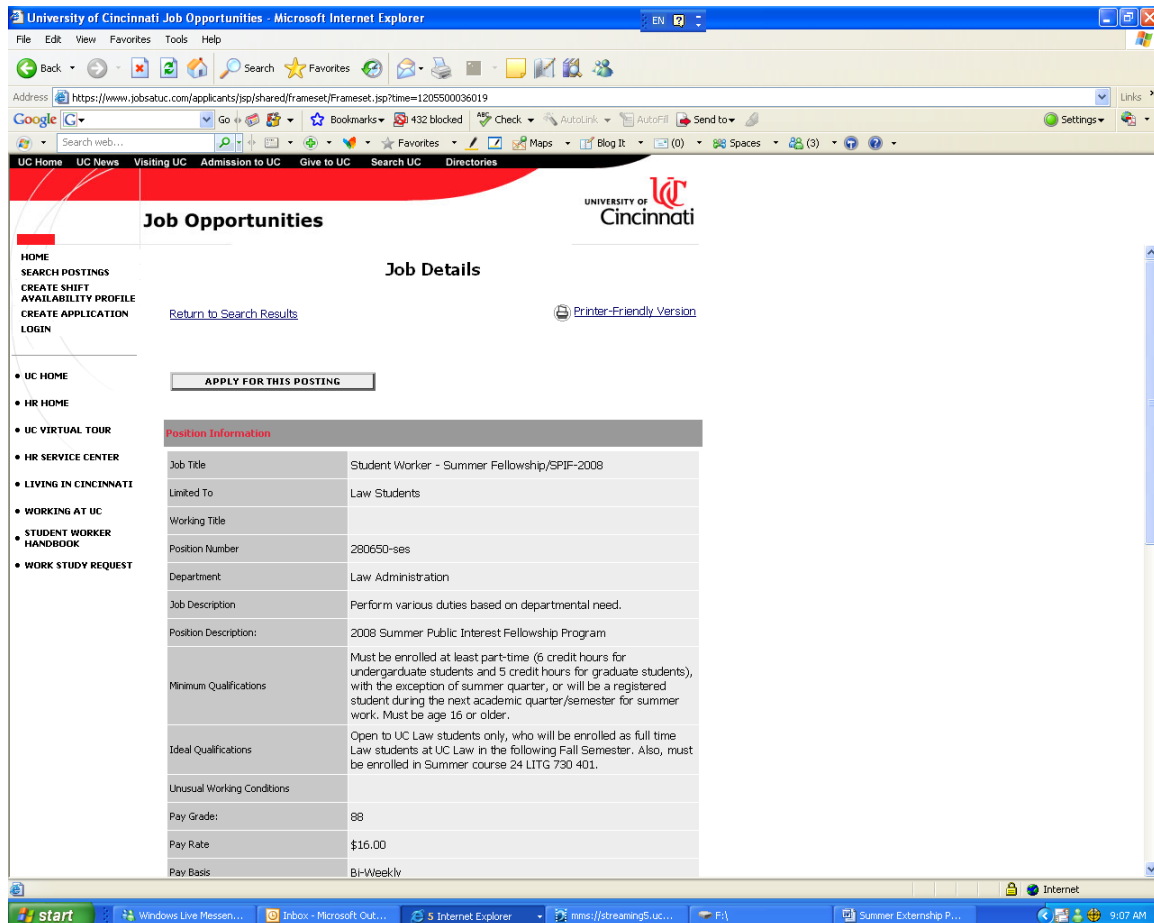 University of Cincinnati Job Opportunities - Microsoft Internet Explorer
EN
File Edit View Favorites Tools Help
Back Search Favorites
Address https://www.jobsatuc.com/applicants/jsp/shared/frameset/Frameset.jsp?time=1205500036019 Links
Google G Go Bookmarks 432 blocked ABC Check AutoLink AutoFill Send to Settings
Search web... Favorites Maps Blog It (0) Spaces (3)
UC Home UC News Visiting UC Admission to UC Give to UC Search UC Directories
UNIVERSITY OF UC
Cincinnati
Job Opportunities
HOME
SEARCH POSTINGS
CREATE SHIFT
AVAILABILITY PROFILE
CREATE APPLICATION
LOGIN
• UC HOME
• HR HOME
• UC VIRTUAL TOUR
• HR SERVICE CENTER
• LIVING IN CINCINNATI
• WORKING AT UC
• STUDENT WORKER
HANDBOOK
• WORK STUDY REQUEST
Job Details
Return to Search Results Printer-Friendly Version
APPLY FOR THIS POSTING
Position Information
Job Title Student Worker - Summer Fellowship/SPIF-2008
Limited To Law Students
Working Title
Position Number 280650-ses
Department Law Administration
Job Description Perform various duties based on departmental need.
Position Description: 2008 Summer Public Interest Fellowship Program
Minimum Qualifications
Must be enrolled at least part-time (6 credit hours for
undergarduate students and 5 credit hours for graduate students),
with the exception of summer quarter, or will be a registered
student during the next academic quarter/semester for summer
work. Must be age 16 or older.
Ideal Qualifications
Open to UC Law students only, who will be enrolled as full time
Law students at UC Law in the following Fall Semester. Also, must
be enrolled in Summer course 24 LITG 730 401.
Unusual Working Conditions
Pay Grade: 88
Pay Rate $16.00
Pay Basis Bi-Weekly
Internet
start Windows Live Messen... Inbox - Microsoft Out... 5 Internet Explorer mms://streaming5.uc... F:\ Summer Externship P... 9:07 AM